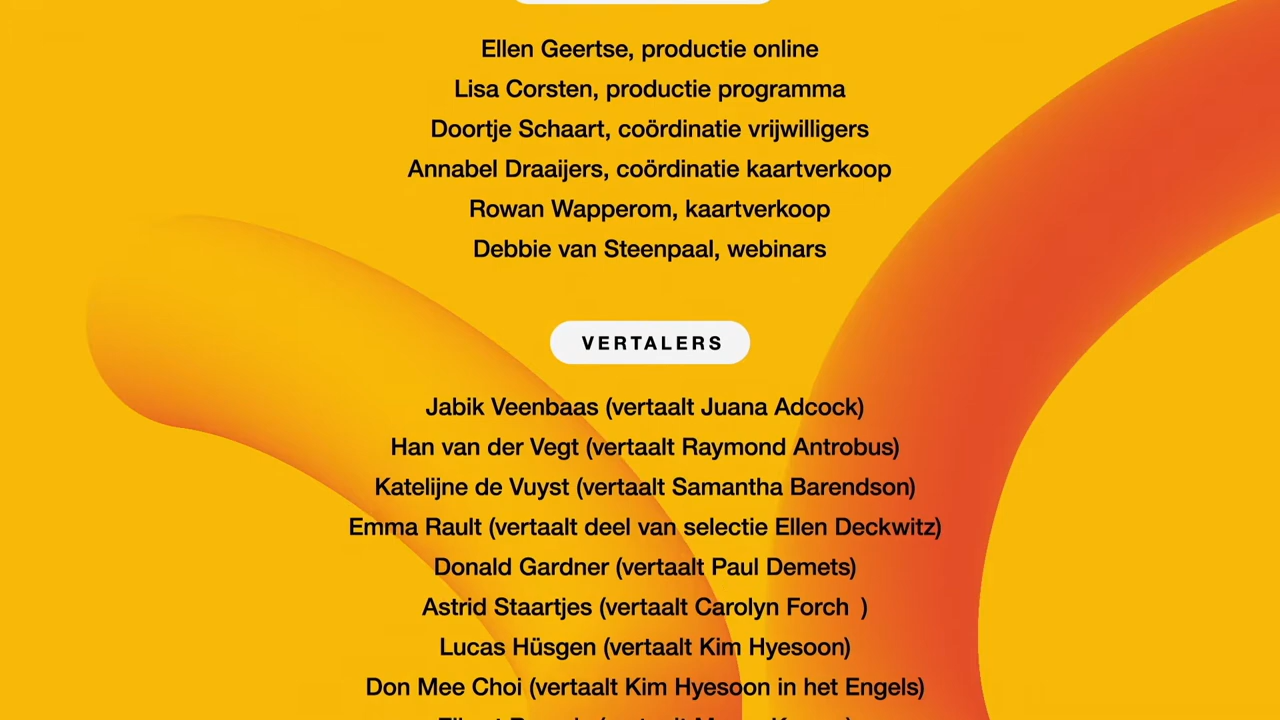 Ellen Geertse, productie online
Lisa Corsten, productie programma
Doortje Schaart, coördinatie vrijwilligers
Annabel Draaijers, coördinatie kaartverkoop
Rowan Wapperom, kaartverkoop
Debbie van Steenpaal, webinars
VERTALERS
Jabik Veenbaas (vertaalt Juana Adcock)
Han van der Vegt (vertaalt Raymond Antrobus)
Katelijne de Vuyst (vertaalt Samantha Barendson)
Emma Rault (vertaalt deel van selectie Ellen Deckwitz)
Donald Gardner (vertaalt Paul Demets)
Astrid Staartjes (vertaalt Carolyn Forch )
Lucas Hüsgen (vertaalt Kim Hyesoon)
Don Mee Choi (vertaalt Kim Hyesoon in het Engels)